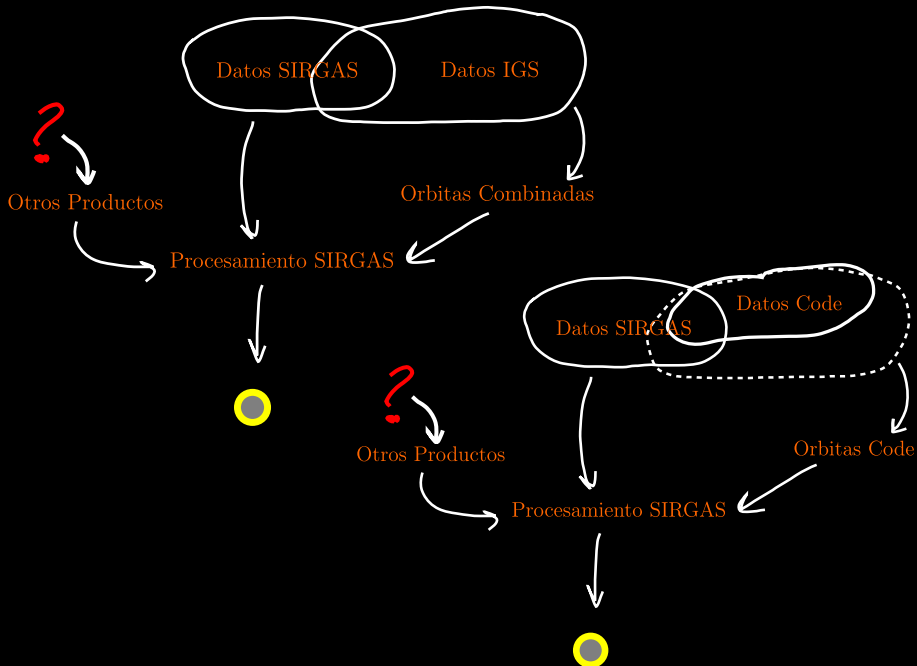 Datos SIRGAS
Datos IGS
?
Otros Productos
Orbitas Combinadas
Procesamiento SIRGAS
Datos SIRGAS
Datos Code
?
Otros Productos
Orbitas Code
Procesamiento SIRGAS